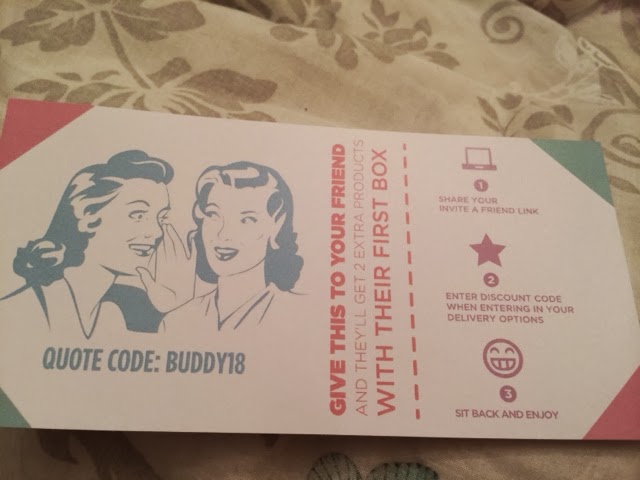 QUOTE CODE: BUDDY18
GIVE THIS TO YOUR FRIEND
AND THEY'LL GET 2 EXTRA PRODUCTS
WITH THEIR FIRST BOX
1
SHARE YOUR
INVITE A FRIEND LINK
2
ENTER DISCOUNT CODE
WHEN ENTERING IN YOUR
DELIVERY OPTIONS
3
SIT BACK AND ENJOY